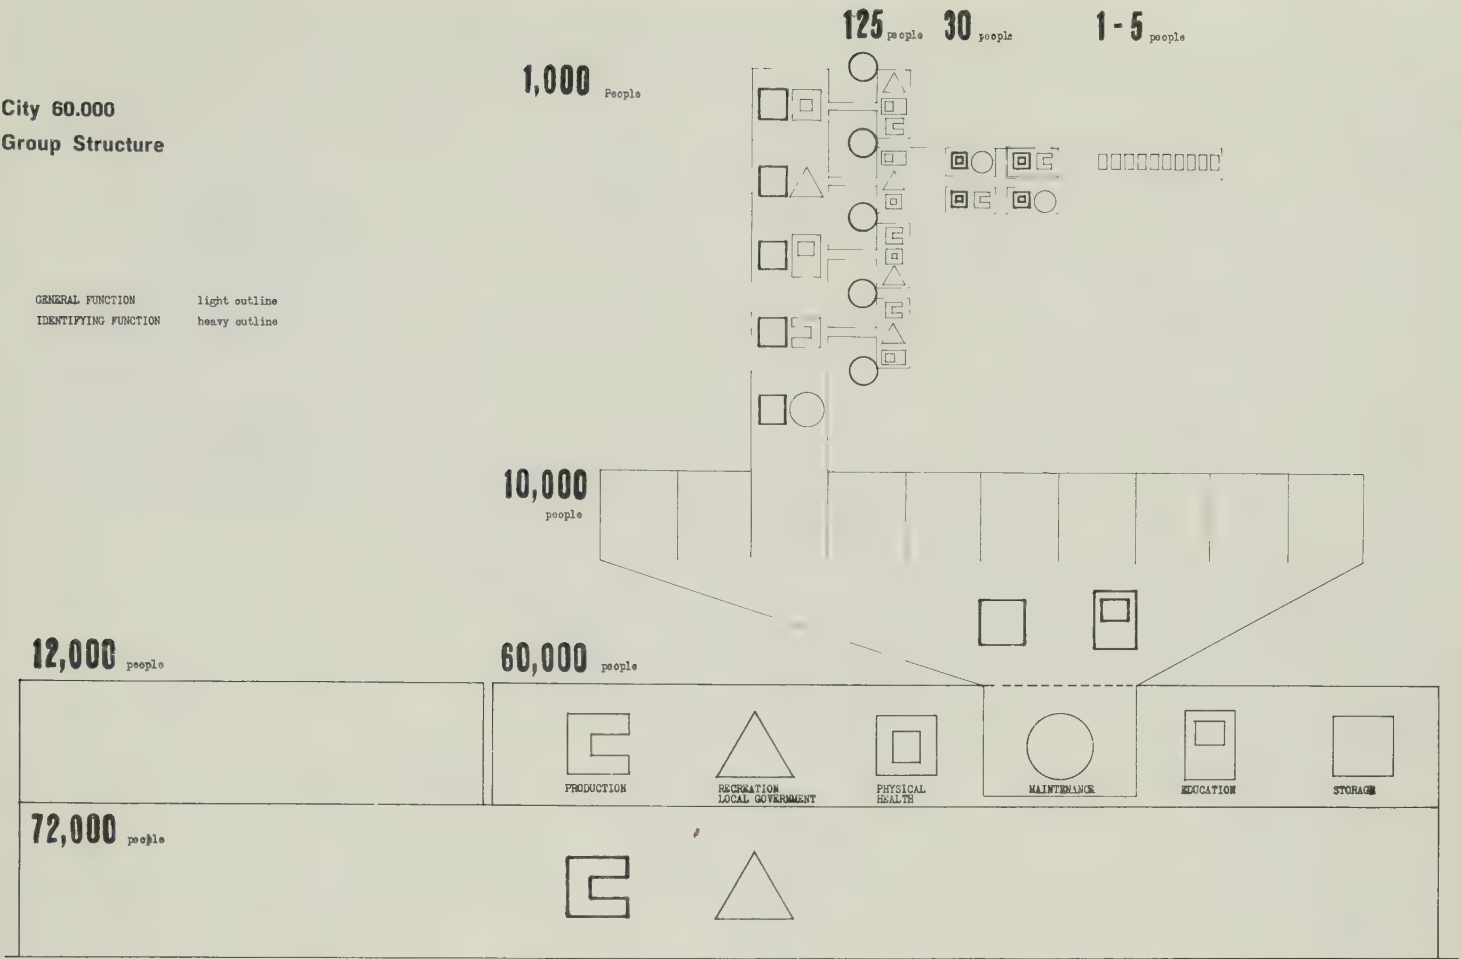 125 people 30 people 1-5 people
1,000 People
City 60.000
Group Structure
GENERAL FUNCTION light outline
IDENTIFYING FUNCTION heavy outline
10,000
people
12,000 people
60,000 people
PRODUCTION
RECREATION
LOCAL GOVERNMENT
PHYSICAL
HEALTH
MAINTENANCE
EDUCATION
STORAGE
72,000 people